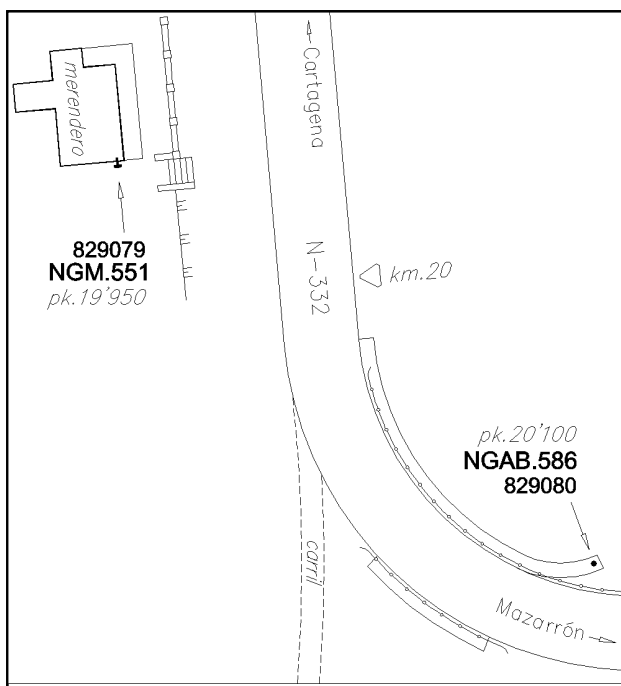 merendero
Cartagena
829079
NGM.551
pk.19'950
N-332
km.20
pk.20'100
NGAB.586
829080
carril
Mazarrón